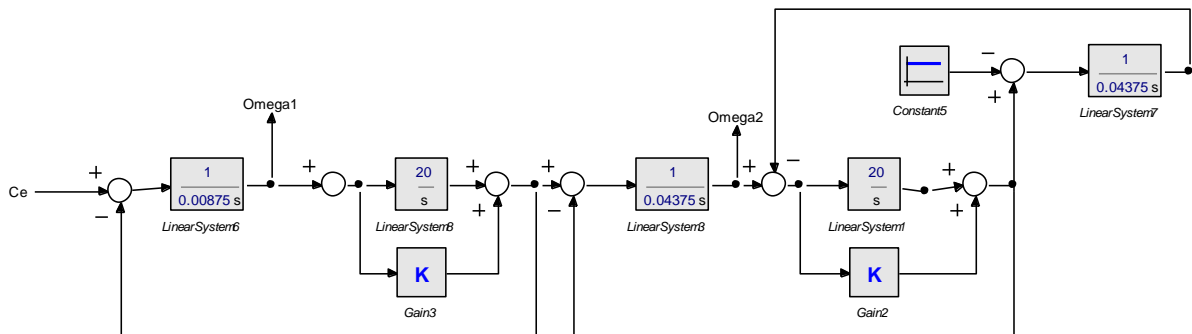 1
0.04375 s
LinearSystem7
Constant5
−
+
Omega1
Omega2
Ce
+
−
1
0.00875 s
LinearSystem6
+
20
s
LinearSystem8
+
+
K
Gain3
+
−
1
0.04375 s
LinearSystem3
+
−
20
s
LinearSystem1
+
+
K
Gain2